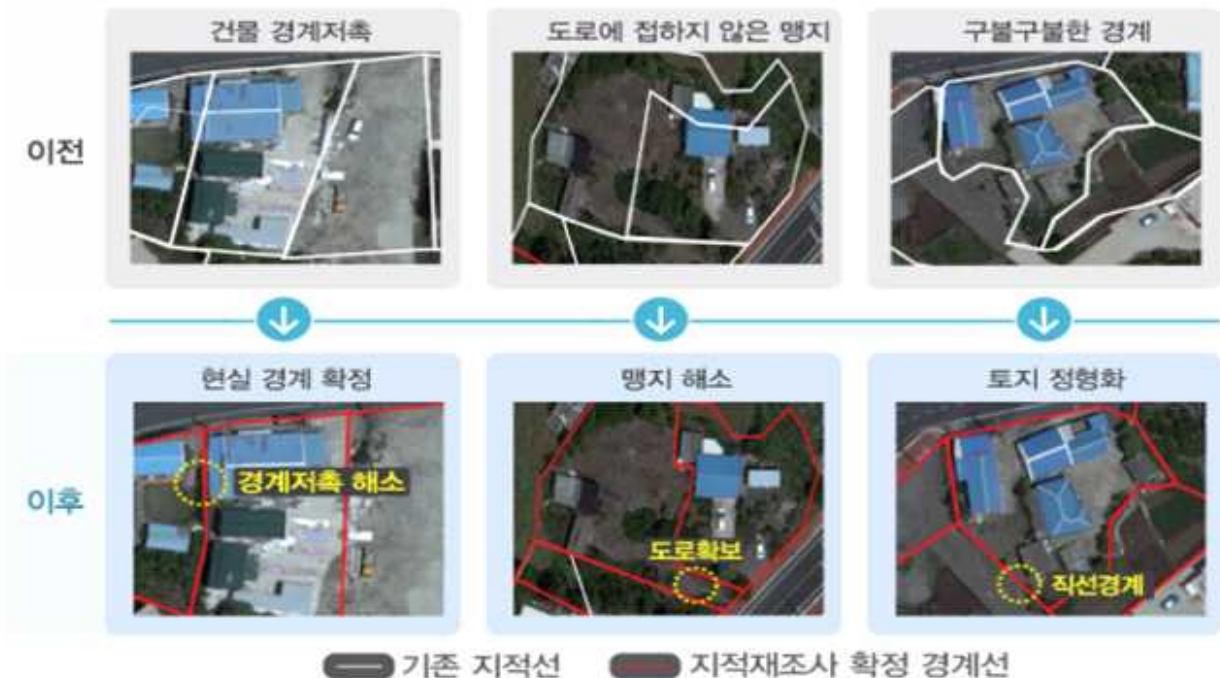 건물 경계저촉
도로에 접하지 않은 맹지
구불구불한 경계
이전
현실 경계 확정
맹지 해소
토지 정형화
이후
경계저촉 해소
도로확보
직선경계
기존 지적선
지적재조사 확정 경계선